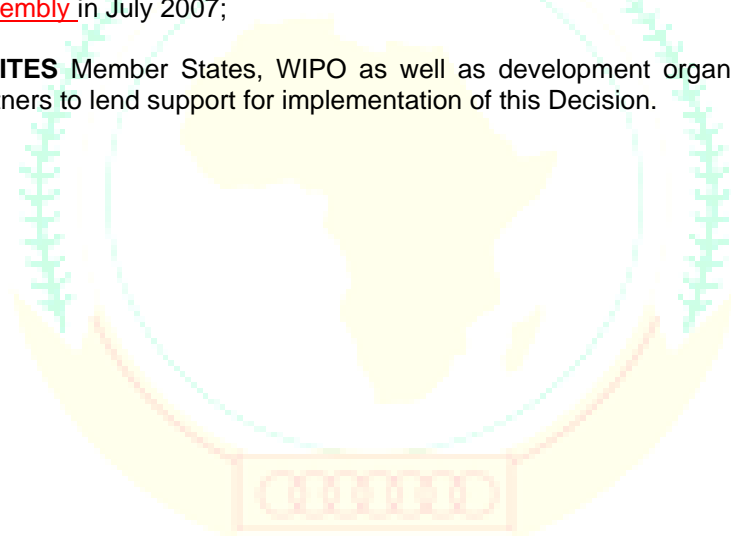 embly in July 2007;
ITES Member States, WIPO as well as development organ
tners to lend support for implementation of this Decision.